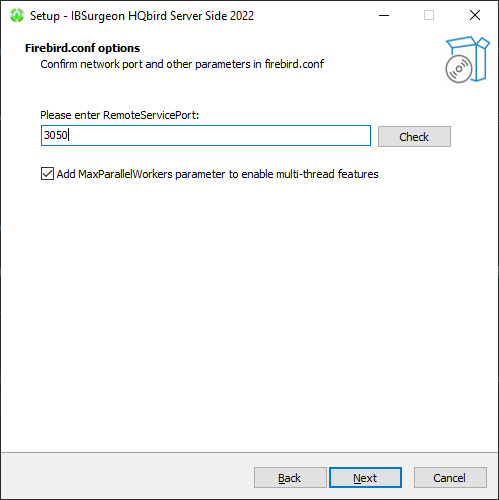 Setup - IBSurgeon HQbird Server Side 2022
Firebird.conf options
Confirm network port and other parameters in firebird.conf
Please enter RemoteServicePort:
3050
Check
Add MaxParallelWorkers parameter to enable multi-thread features
Back
Next
Cancel